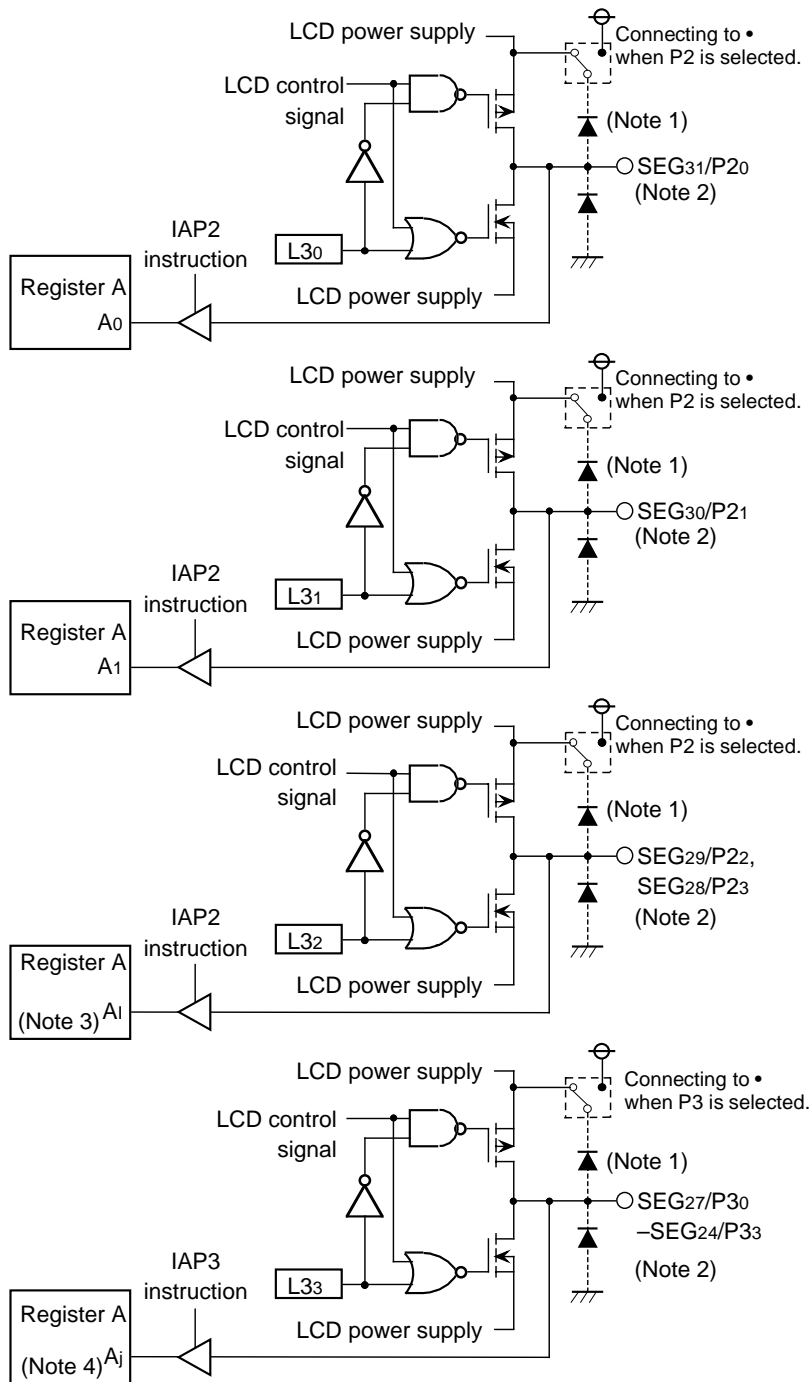 LCD power supply
Connecting to •
when P2 is selected.
LCD control
signal
(Note 1)
SEG31/P20
(Note 2)
IAP2
instruction
L30
Register A
A0
LCD power supply
LCD power supply
Connecting to •
when P2 is selected.
LCD control
signal
(Note 1)
SEG30/P21
(Note 2)
IAP2
instruction
L31
Register A
A1
LCD power supply
LCD power supply
Connecting to •
when P2 is selected.
LCD control
signal
(Note 1)
SEG29/P22,
SEG28/P23
(Note 2)
IAP2
instruction
L32
Register A
(Note 3) Al
LCD power supply
LCD power supply
Connecting to •
when P3 is selected.
LCD control
signal
(Note 1)
SEG27/P30
–SEG24/P33
(Note 2)
IAP3
instruction
L33
Register A
(Note 4) Aj
LCD power supply